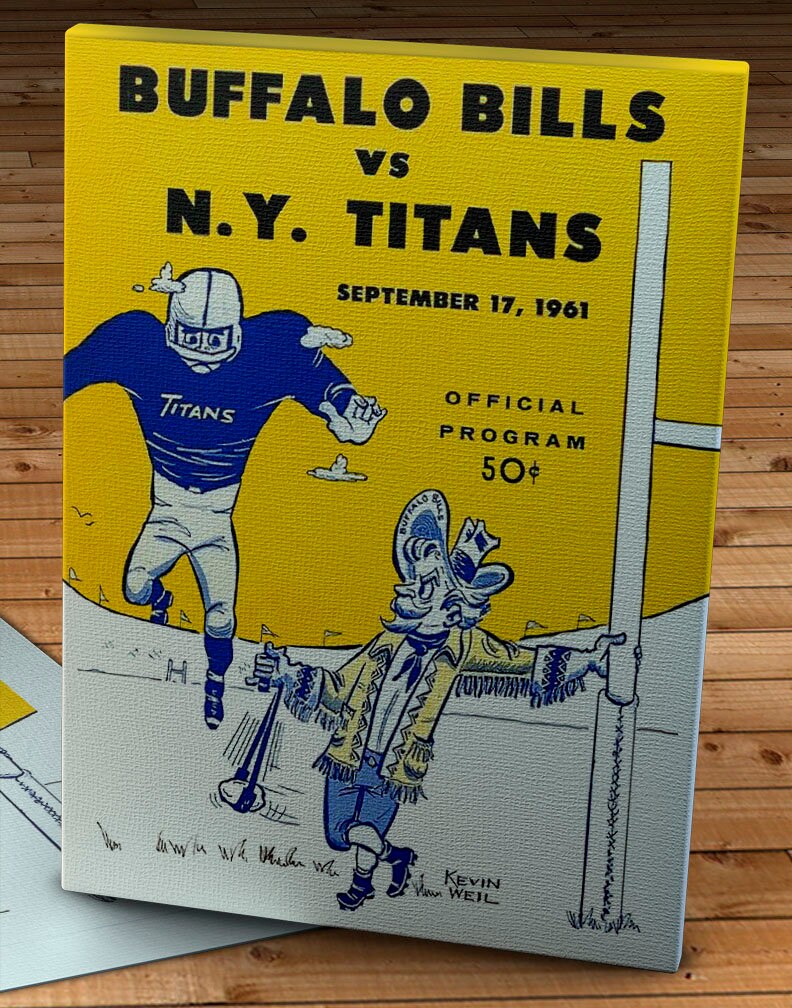 BUFFALO BILLS
VS
N.Y. TITANS
SEPTEMBER 17, 1961
OFFICIAL
PROGRAM
50¢
TITANS
BUFFALO BILLS
KEVIN
WEIL